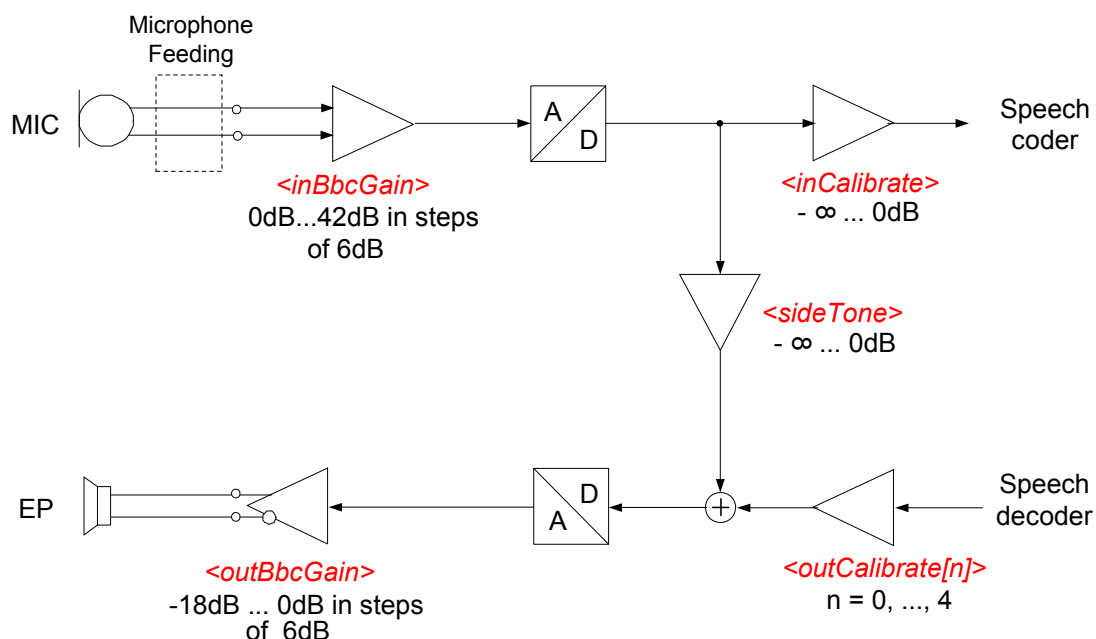 Microphone
Feeding
MIC
A
D
Speech
coder
<inBbcGain>
0dB...42dB in steps
of 6dB
<inCalibrate>
- ∞ ... 0dB
<sideTone>
- ∞ ... 0dB
EP
D
A
Speech
decoder
<outBbcGain>
-18dB ... 0dB in steps
of 6dB
<outCalibrate[n]>
n = 0, ..., 4